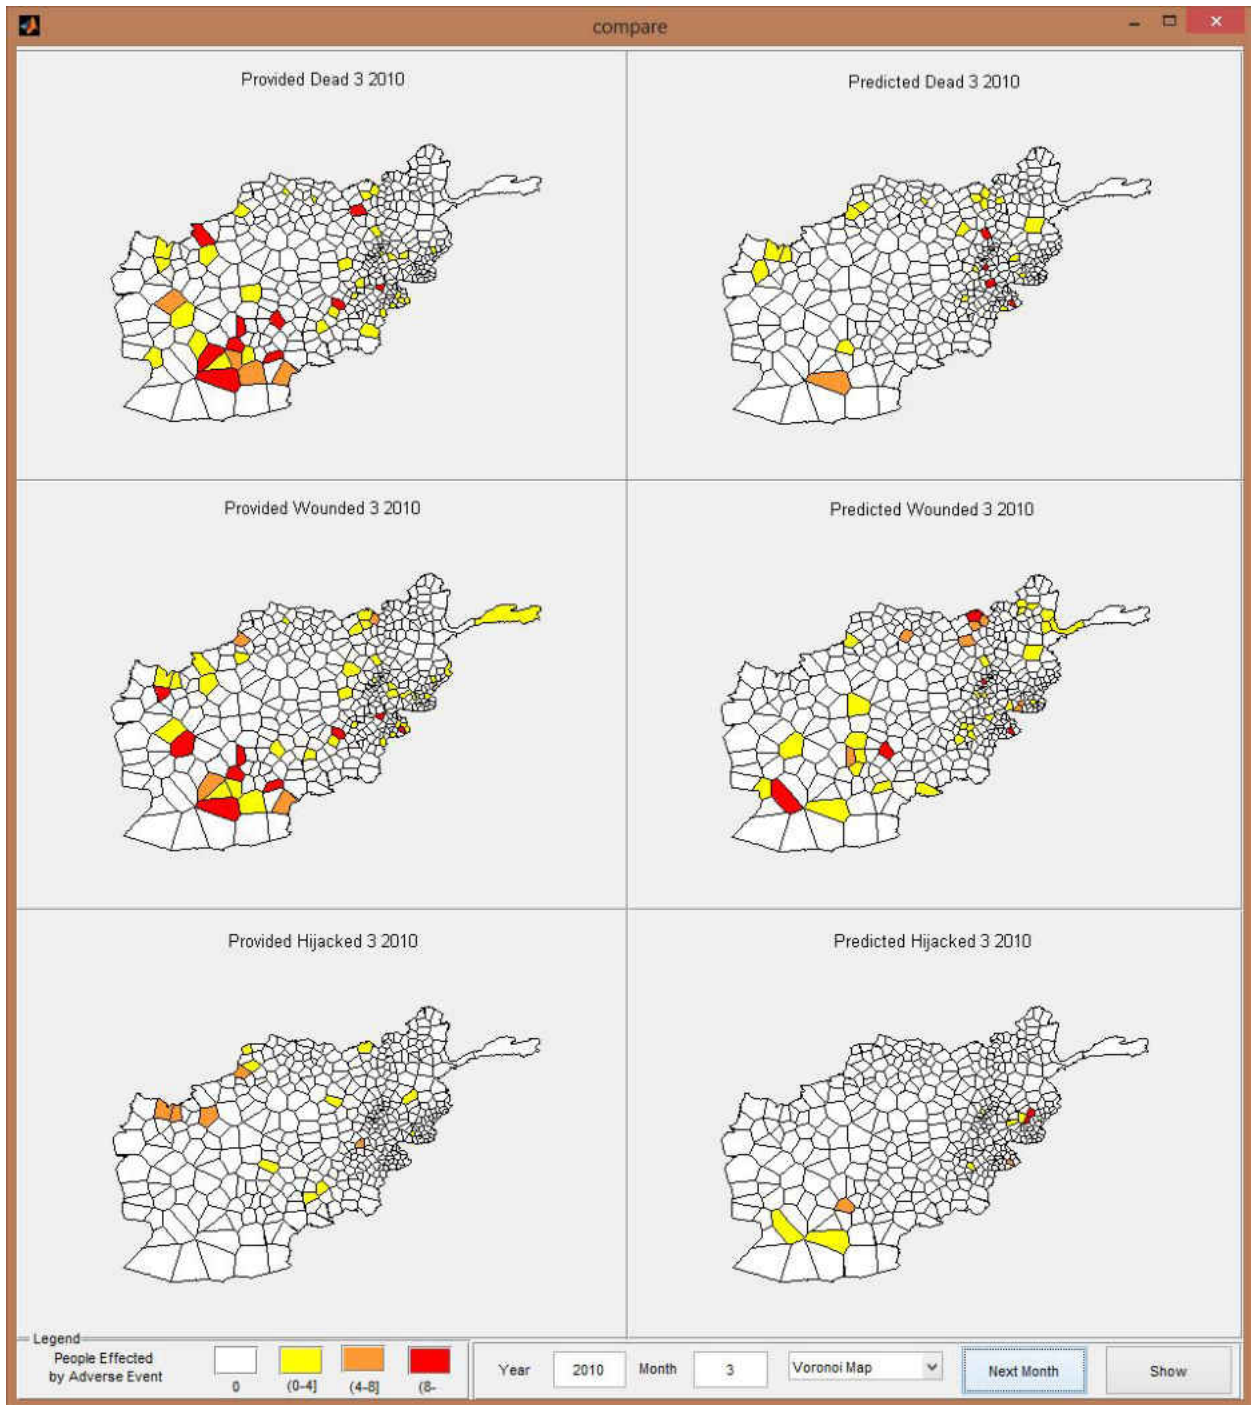 compare
Provided Dead 3 2010
Predicted Dead 3 2010
Provided Wounded 3 2010
Predicted Wounded 3 2010
Provided Hijacked 3 2010
Predicted Hijacked 3 2010
Legend
People Effected
by Adverse Event
0
(0-4]
(4-8]
(8-
Year
2010
Month
3
Voronoi Map
Next Month
Show